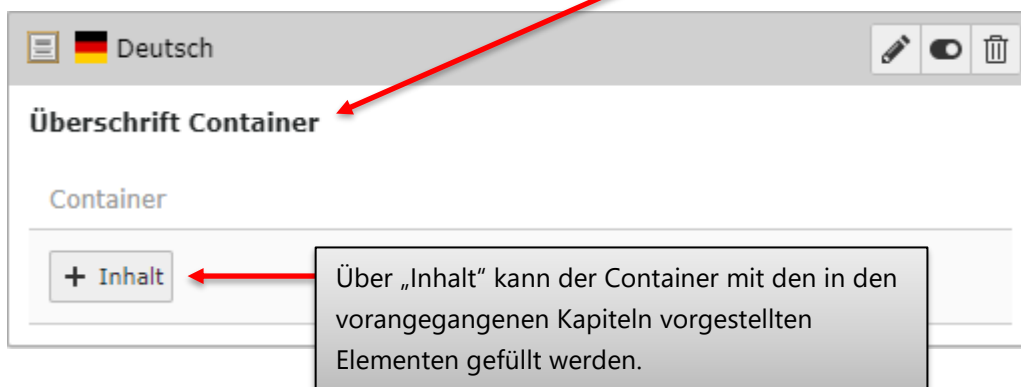 Deutsch
Überschrift Container
Container
+ Inhalt
Über „Inhalt“ kann der Container mit den in den
vorangegangenen Kapiteln vorgestellten
Elementen gefüllt werden.